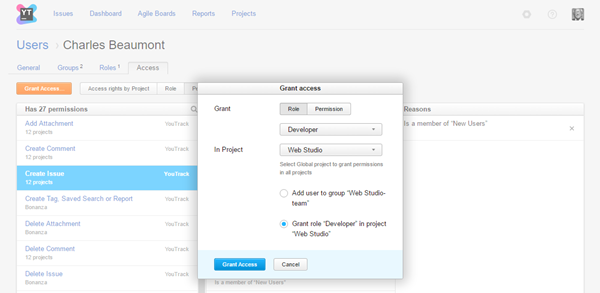 YT
Issues Dashboard Agile Boards Reports Projects
Users Charles Beaumont
General Groups 2 Roles 1 Access
Grant Access... Access rights by Project Role
Grant access
Has 27 permissions Reasons
Grant Role Permission
Add Attachment YouTrack
12 projects
Is a member of "New Users"
Developer
Create Comment YouTrack
12 projects
In Project Web Studio
Select Global project to grant permissions
in all projects
Create Issue YouTrack
12 projects
Add user to group "Web Studio-
team"
Create Tag, Saved Search or Report YouTrack
Bonanza
Grant role "Developer" in project
"Web Studio"
Delete Attachment YouTrack
Bonanza
Delete Comment YouTrack
12 projects
Grant Access Cancel
Delete Issue YouTrack
Bonanza
Is a member of "New Users"